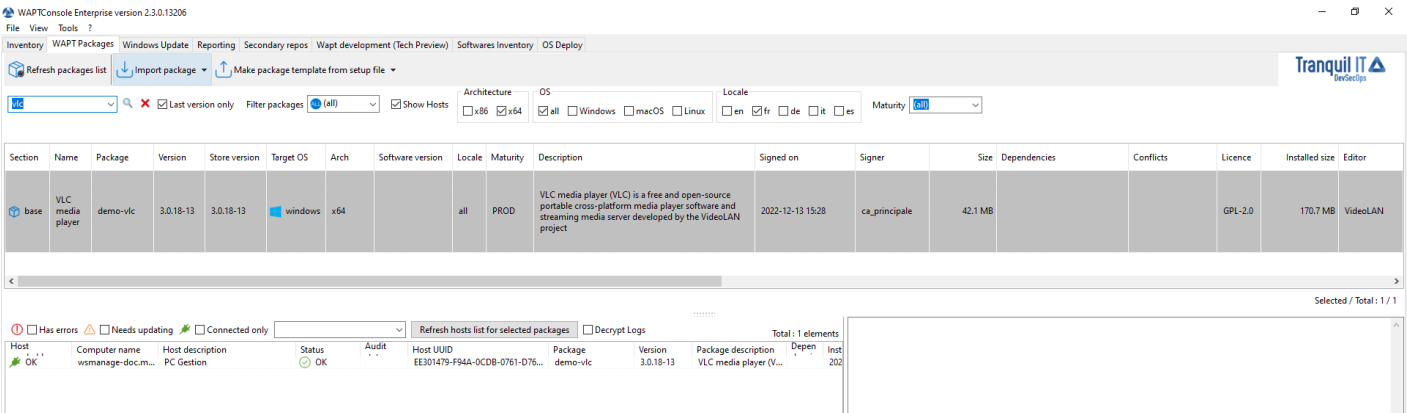 WAPTConsole Enterprise version 2.3.0.13206
File View Tools ?
Inventory WAPT Packages Windows Update Reporting Secondary repos Wapt development (Tech Preview) Softwares Inventory OS Deploy
Refresh packages list Import package Make package template from setup file
Tranquil IT
DevSecOps
vlc Last version only Filter packages ALL (all) Show Hosts
Architecture
x86 x64
OS
all Windows macOS Linux
Locale
en fr de it es
Maturity (all)
Section Name Package Version Store version Target OS Arch Software version Locale Maturity Description Signed on Signer Size Dependencies Conflicts Licence Installed size Editor
base VLC media player demo-vlc 3.0.18-13 3.0.18-13 windows x64 all PROD
VLC media player (VLC) is a free and open-source
portable cross-platform media player software and
streaming media server developed by the VideoLAN
project
2022-12-13 15:28 ca_principale 42.1 MB GPL-2.0 170.7 MB VideoLAN
Selected / Total : 1 / 1
Has errors Needs updating Connected only Refresh hosts list for selected packages Decrypt Logs Total : 1 elements
Host Computer name Host description Status Audit Host UUID Package Version Package description Depen Inst
OK wsmanage-doc.m... PC Gestion OK EE301479-F94A-0CDB-0761-D76... demo-vlc 3.0.18-13 VLC media player (V... 202